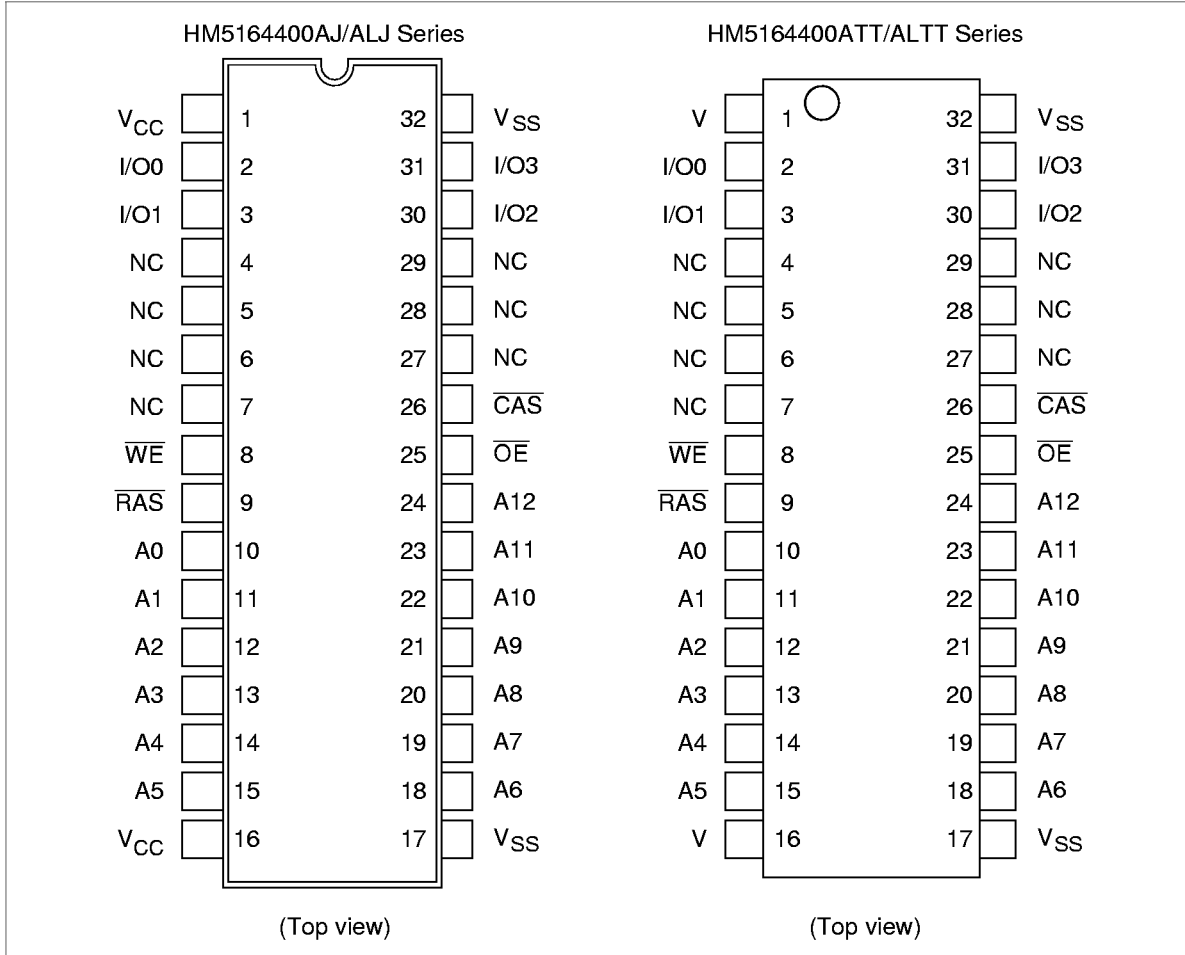 HM5164400AJ/ALJ Series HM5164400ATT/ALTT Series
VCC 1 32 VSS V 1 32 VSS
I/O0 2 31 I/O3 I/O0 2 31 I/O3
I/O1 3 30 I/O2 I/O1 3 30 I/O2
NC 4 29 NC NC 4 29 NC
NC 5 28 NC NC 5 28 NC
NC 6 27 NC NC 6 27 NC
NC 7 26 CAS NC 7 26 CAS
WE 8 25 OE WE 8 25 OE
RAS 9 24 A12 RAS 9 24 A12
A0 10 23 A11 A0 10 23 A11
A1 11 22 A10 A1 11 22 A10
A2 12 21 A9 A2 12 21 A9
A3 13 20 A8 A3 13 20 A8
A4 14 19 A7 A4 14 19 A7
A5 15 18 A6 A5 15 18 A6
VCC 16 17 VSS V 16 17 VSS
(Top view) (Top view)